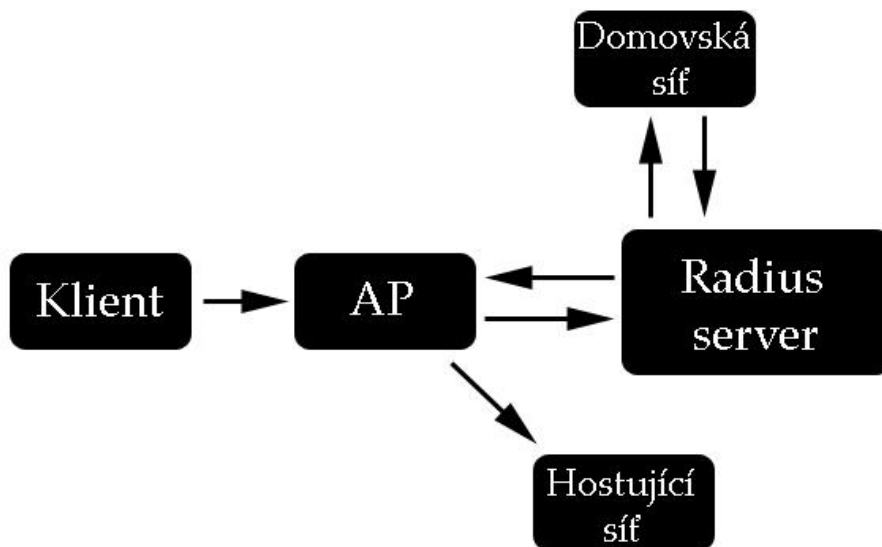 Domovská
síť
Klient
AP
Radius
server
Hostující
síť